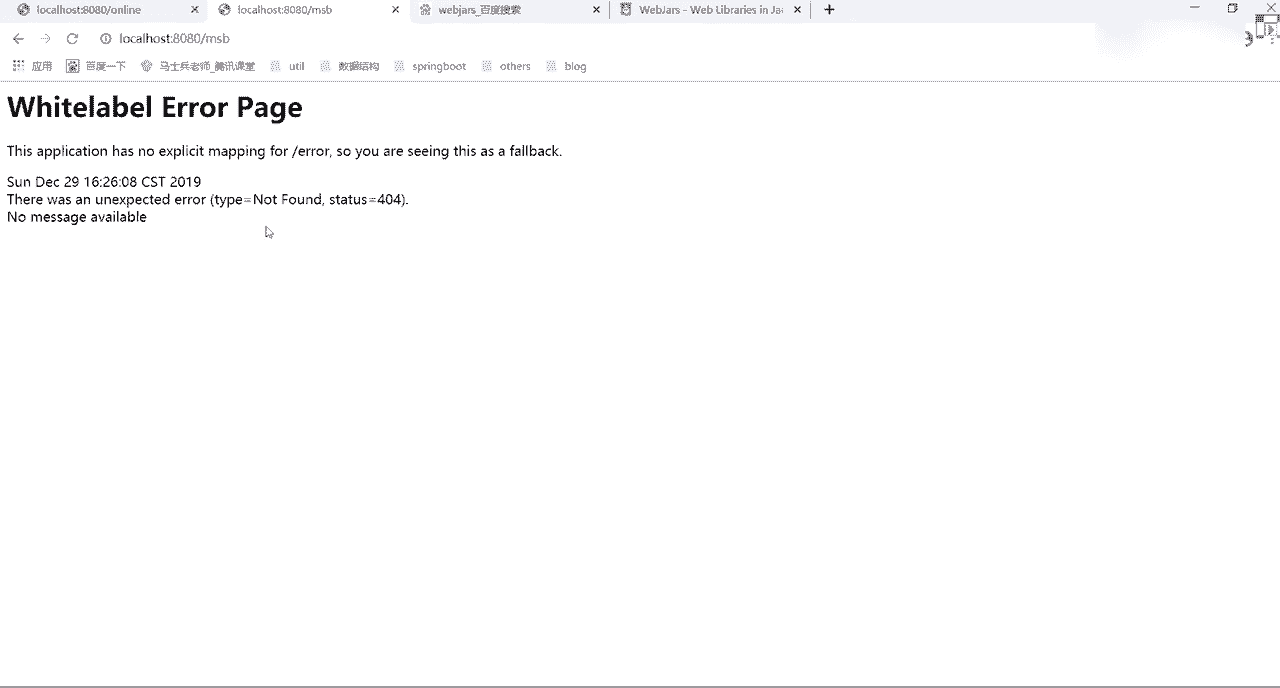 localhost:8080/online
localhost:8080/msb
webjars_百度搜索
WebJars - Web Libraries in Ja
localhost:8080/msb
应用
百度一下
马士兵老师_腾讯课堂
util
数据结构
springboot
others
blog
Whitelabel Error Page
This application has no explicit mapping for /error, so you are seeing this as a fallback.
Sun Dec 29 16:26:08 CST 2019
There was an unexpected error (type=Not Found, status=404).
No message available